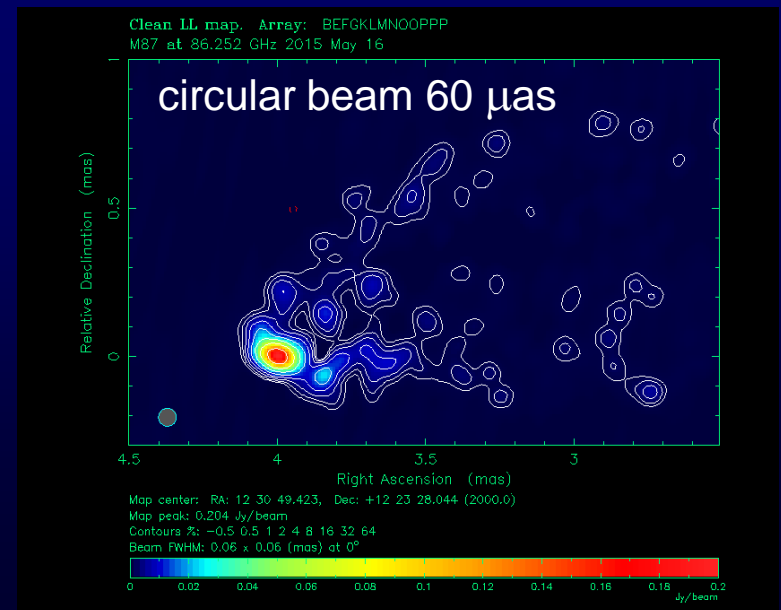 Clean LL map. Array: BEFGKLMNOOPPP
M87 at 86.252 GHz 2015 May 16
circular beam 60 μas
1
0.5
0
Relative Declination (mas)
4.5 4 3.5 3
Right Ascension (mas)
Map center: RA: 12 30 49.423, Dec: +12 23 28.044 (2000.0)
Map peak: 0.204 Jy/beam
Contours %: -0.5 0.5 1 2 4 8 16 32 64
Beam FWHM: 0.06 x 0.06 (mas) at 0°
0 0.02 0.04 0.06 0.08 0.1 0.12 0.14 0.16 0.18 0.2
Jy/beam